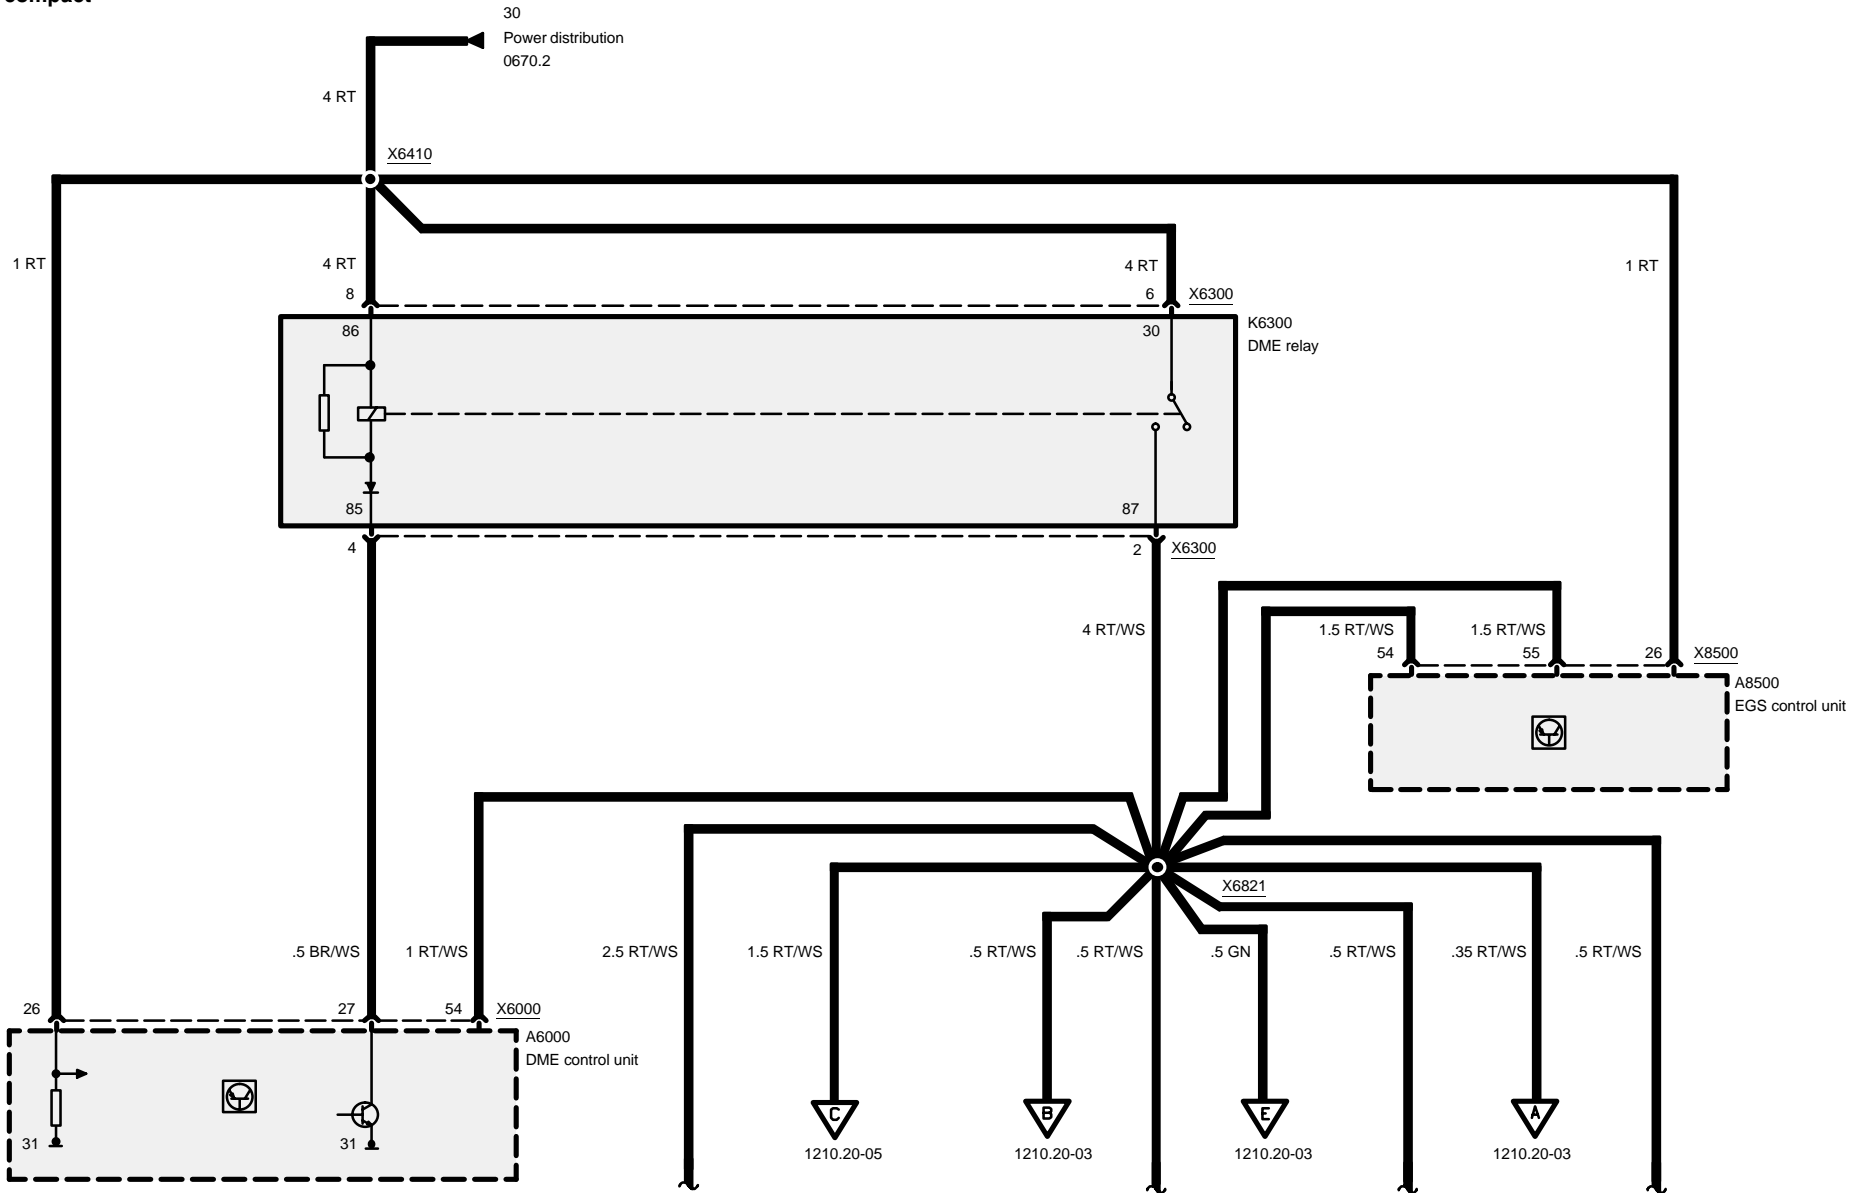 30
Power distribution
0670.2
4 RT
X6410
1 RT
4 RT
4 RT
1 RT
8
6
X6300
86
30
K6300
DME relay
85
87
4
2
X6300
4 RT/WS
1.5 RT/WS
1.5 RT/WS
54
55
26
X8500
A8500
EGS control unit
X6821
.5 BR/WS
1 RT/WS
2.5 RT/WS
1.5 RT/WS
.5 RT/WS
.5 RT/WS
.5 GN
.5 RT/WS
.35 RT/WS
.5 RT/WS
26
27
54
X6000
A6000
DME control unit
C
B
E
A
31
31
1210.20-05
1210.20-03
1210.20-03
1210.20-03